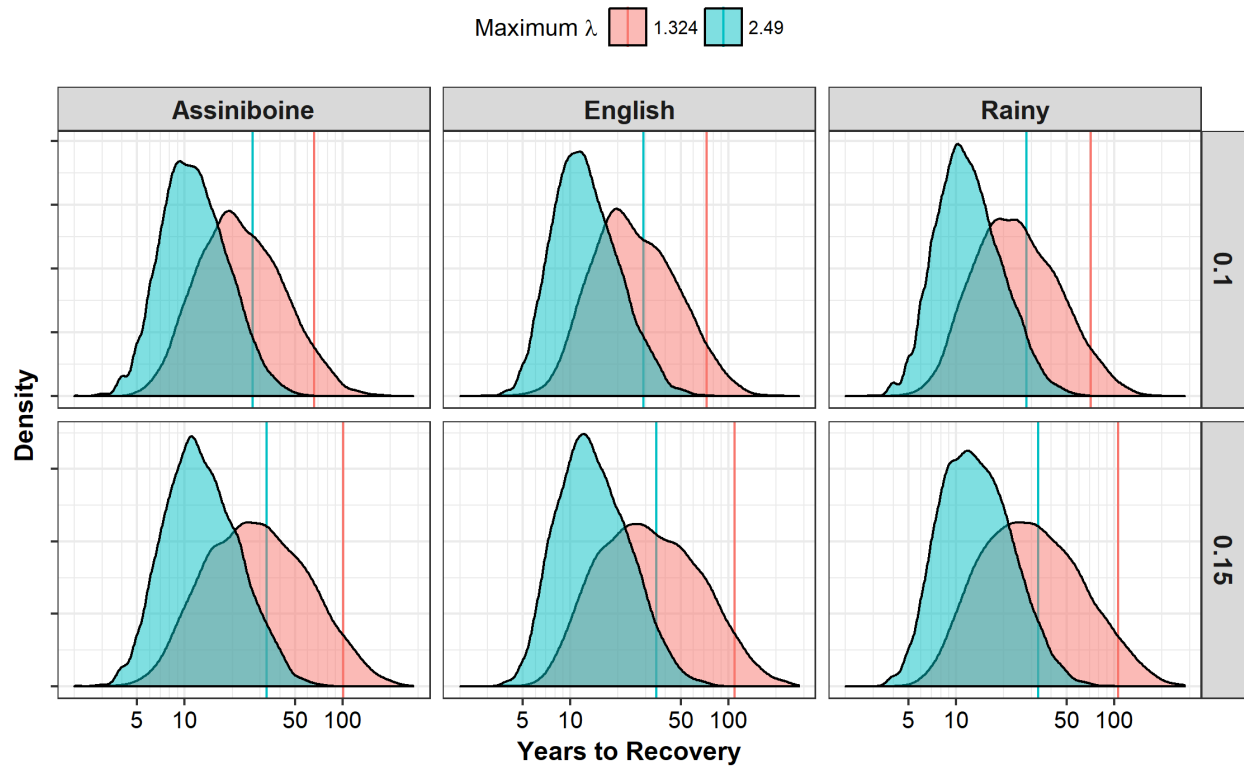 Maximum λ 1.324 2.49
Assiniboine English Rainy
0.1
0.15
Density
5 10 50 100 5 10 50 100 5 10 50 100
Years to Recovery